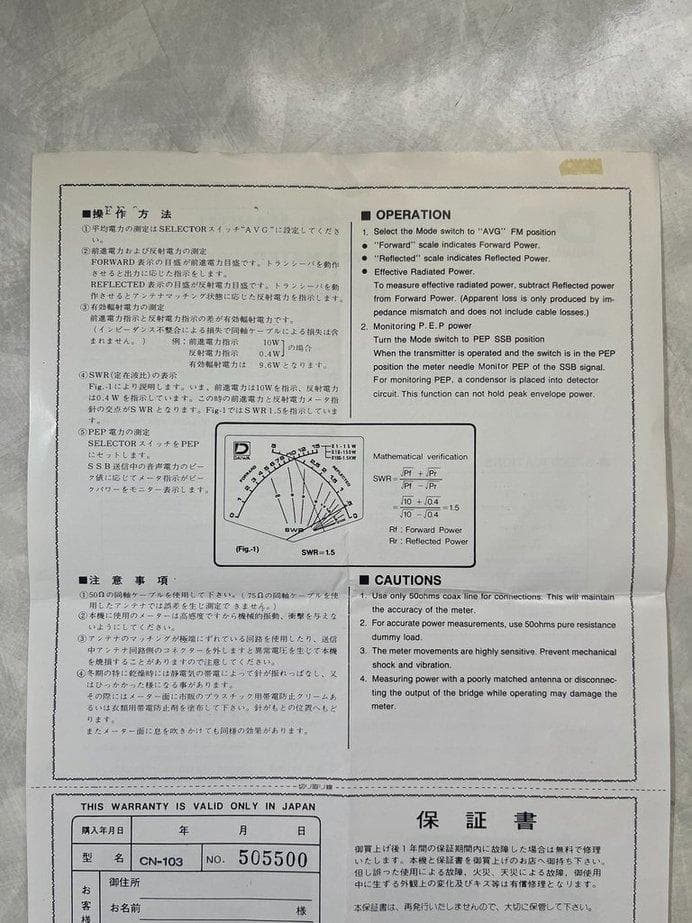 ■操 作 方 法
①平均電力の測定はSELECTORスイッチ"AVG"に設定してくださ
い。
②前進電力および反射電力の測定
FORWARD 表示の目盛が前進電力目盛です。トランシーバを動作
させると出力に応じた指示をします。
REFLECTED 表示の目盛が反射電力目盛です。トランシーバを動
作させるとアンテナマッチング状態に応じた反射電力を指示します。
③有効輻射電力の測定
前進電力指示と反射電力指示の差が有効輻射電力です。
(インピーダンス不整合による損失で同軸ケーブルによる損失は含
まれません。) 例:前進電力指示 10W
反射電力指示 0.4W の場合
有効輻射電力は 9.6Wとなります。
④SWR(定在波比)の表示
Fig.-1により説明します。いま、前進電力は10Wを指示、反射電力
は0.4Wを指示しています。この時の前進電力と反射電力メータ指
針の交点がSWRとなります。Fig-1ではSWR1.5を指示していま
す。
⑤PEP電力の測定
SELECTORスイッチをPEP
にセットします。
SSB送信中の音声電力のピー
ク値に応じてメータ指針がピー
クパワーをモニター表示します。
■ OPERATION
1. Select the Mode switch to "AVG" FM position
● "Forward" scale indicates Forward Power.
● "Reflected" scale indicates Reflected Power.
● Effective Radiated Power.
To measure effective radiated power, subtract Reflected power
from Forward Power. (Apparent loss is only produced by im-
pedance mismatch and does not include cable losses.)
2. Monitoring P.E.P power
Turn the Mode switch to PEP SSB position
When the transmitter is operated and the switch is in the PEP
position the meter needle Monitor PEP of the SSB signal.
For monitoring PEP, a condensor is placed into detector
circuit. This function can not hold peak envelope power.
DAIWA
FORWARD
REFLECTED
SWR
(Fig.-1)
SWR=1.5
Mathematical verification
SWR= √Pf + √Pr
√Pf − √Pr
= √10 + √0.4 = 1.5
√10 − √0.4
Rf : Forward Power
Rr : Reflected Power
■注 意 事 項
①50Ωの同軸ケーブルを使用して下さい。(75Ωの同軸ケーブルを使
用したアンテナでは誤差を生じ測定できません。)
②本機に使用のメーターは高感度ですから機械的振動、衝撃を与えな
いようにしてください。
③アンテナのマッチングが極端にずれている回路を使用したり、送信
中アンテナ回路側のコネクターを外しますと異常電圧を生じて本機
を焼損することがありますので注意してください。
④冬期の特に乾燥時には静電気の帯電によって針が振れっぱなし、又
はひっかかった様になる事があります。
その際にはメーター面に市販のプラスチック用帯電防止クリームあ
るいは衣類用帯電防止剤を塗布して下さい。針がもとの位置へもど
ります。
またメーター面に息を吹きかけても同様の効果があります。
■ CAUTIONS
1. Use only 50ohms coax line for connections. This will maintain
the accuracy of the meter.
2. For accurate power measurements, use 50ohms pure resistance
dummy load.
3. The meter movements are highly sensitive. Prevent mechanical
shock and vibration.
4. Measuring power with a poorly matched antenna or disconnec-
ting the output of the bridge while operating may damage the
meter.
切り取り線
THIS WARRANTY IS VALID ONLY IN JAPAN
購入年月日 年 月 日
型 名 CN-103 NO. 505500
お客様
御住所
お名前 様
保 証 書
御買上げ後1年間の保証期間内に故障した場合は無料で修理
いたします。本機と保証書を御買上げのお店へ御持ち下さい。
但し誤った使用による故障、火災、天災による故障、御使用
中に生ずる外観上の変化及びキズ等は有償修理となります。
本保証書は、再発行いたしませんので、大切に保管して下さい。